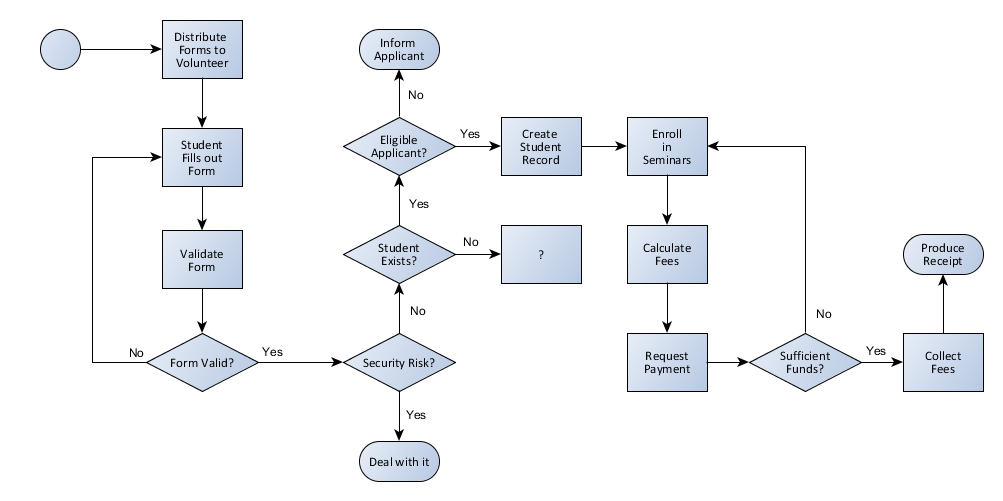 Distribute
Forms to
Volunteer
Student
Fills out
Form
Validate
Form
Form Valid?
No
Yes
Security Risk?
Yes
Deal with it
No
Student
Exists?
No
?
Yes
Eligible
Applicant?
No
Inform
Applicant
Yes
Create
Student
Record
Enroll
in
Seminars
Calculate
Fees
Request
Payment
Sufficient
Funds?
No
Yes
Collect
Fees
Produce
Receipt